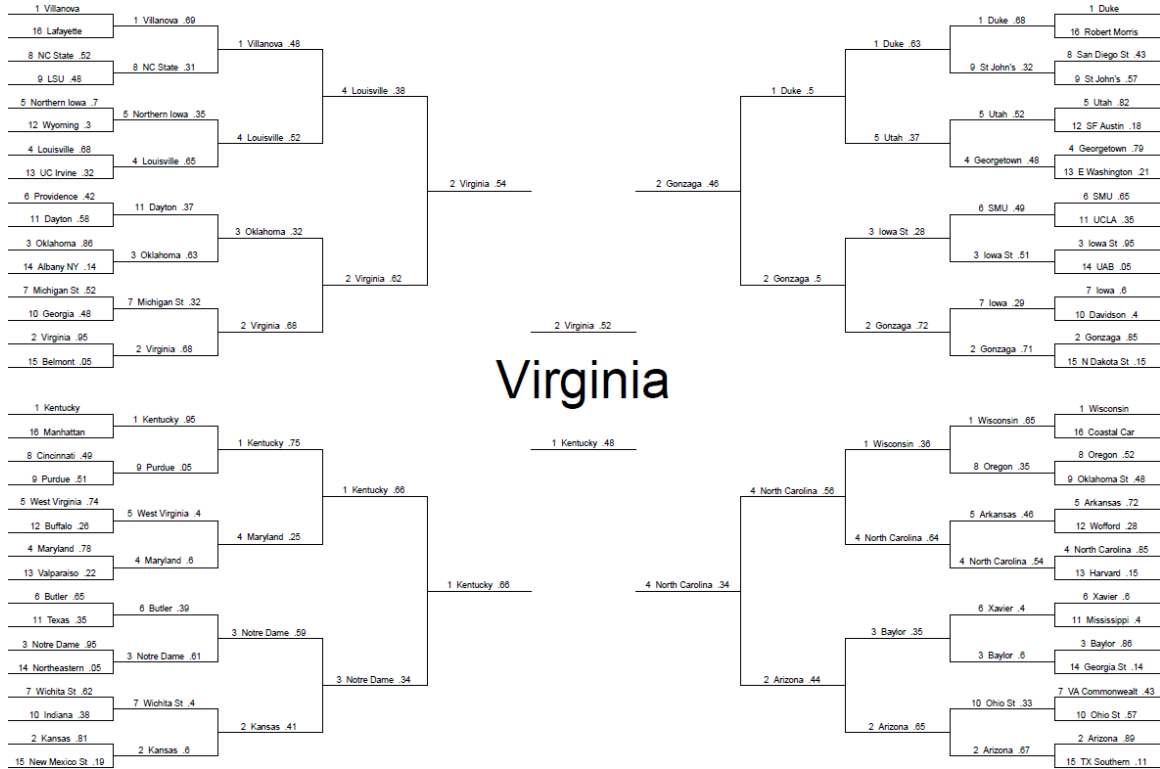 1 Villanova
16 Lafayette
8 NC State .52
9 LSU .48
5 Northern Iowa .7
12 Wyoming .3
4 Louisville .68
13 UC Irvine .32
6 Providence .42
11 Dayton .58
3 Oklahoma .86
14 Albany NY .14
7 Michigan St .52
10 Georgia .48
2 Virginia .95
15 Belmont .05
1 Villanova .69
8 NC State .31
5 Northern Iowa .35
4 Louisville .65
11 Dayton .37
3 Oklahoma .63
7 Michigan St .32
2 Virginia .68
1 Villanova .48
4 Louisville .52
3 Oklahoma .32
2 Virginia .68
4 Louisville .38
2 Virginia .62
2 Virginia .54
2 Virginia .52
2 Gonzaga .46
1 Duke .5
2 Gonzaga .5
1 Duke .63
5 Utah .37
3 Iowa St .28
2 Gonzaga .72
1 Duke .68
9 St John's .32
5 Utah .52
4 Georgetown .48
6 SMU .49
3 Iowa St .51
7 Iowa .29
2 Gonzaga .71
1 Duke
16 Robert Morris
8 San Diego St .43
9 St John's .57
5 Utah .82
12 SF Austin .18
4 Georgetown .79
13 E Washington .21
6 SMU .65
11 UCLA .35
3 Iowa St .95
14 UAB .05
7 Iowa .6
10 Davidson .4
2 Gonzaga .85
15 N Dakota St .15
Virginia
1 Kentucky
16 Manhattan
8 Cincinnati .49
9 Purdue .51
5 West Virginia .74
12 Buffalo .26
4 Maryland .78
13 Valparaiso .22
6 Butler .65
11 Texas .35
3 Notre Dame .95
14 Northeastern .05
7 Wichita St .62
10 Indiana .38
2 Kansas .81
15 New Mexico St .19
1 Kentucky .95
9 Purdue .05
5 West Virginia .4
4 Maryland .6
6 Butler .39
3 Notre Dame .61
7 Wichita St .4
2 Kansas .6
1 Kentucky .75
4 Maryland .25
3 Notre Dame .59
2 Kansas .41
1 Kentucky .66
3 Notre Dame .34
1 Kentucky .66
1 Kentucky .48
4 North Carolina .34
4 North Carolina .56
2 Arizona .44
1 Wisconsin .36
4 North Carolina .64
3 Baylor .35
2 Arizona .65
1 Wisconsin .65
8 Oregon .35
5 Arkansas .46
4 North Carolina .54
6 Xavier .4
3 Baylor .6
10 Ohio St .33
2 Arizona .67
1 Wisconsin
16 Coastal Car
8 Oregon .52
9 Oklahoma St .48
5 Arkansas .72
12 Wofford .28
4 North Carolina .85
13 Harvard .15
6 Xavier .6
11 Mississippi .4
3 Baylor .86
14 Georgia St .14
7 VA Commonwealt .43
10 Ohio St .57
2 Arizona .89
15 TX Southern .11